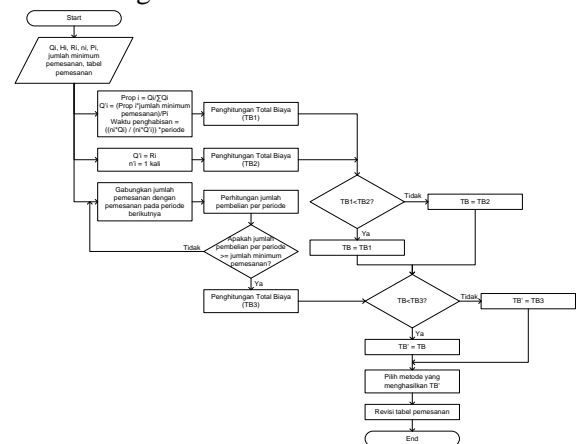 Start
Qi, Hi, Ri, ni, Pi,
jumlah minimum
pemesanan, tabel
pemesanan
Prop i = Qi/∑Qi
Q'i = (Prop i*jumlah minimum
pemesanan)/Pi
Waktu penghabisan =
((ni*Qi) / (ni*Q'i)) *periode
Penghitungan Total Biaya
(TB1)
Q'i = Ri
n'i = 1 kali
Penghitungan Total Biaya
(TB2)
Gabungkan jumlah
pemesanan dengan
pemesanan pada periode
berikutnya
Perhitungan jumlah
pembelian per periode
TB1<TB2?
Tidak
TB = TB2
Ya
TB = TB1
Apakah jumlah
pembelian per periode
>= jumlah minimum
pemesanan?
Tidak
Ya
Penghitungan Total Biaya
(TB3)
TB<TB3?
Tidak
TB' = TB3
Ya
TB' = TB
Pilih metode yang
menghasilkan TB'
Revisi tabel pemesanan
End